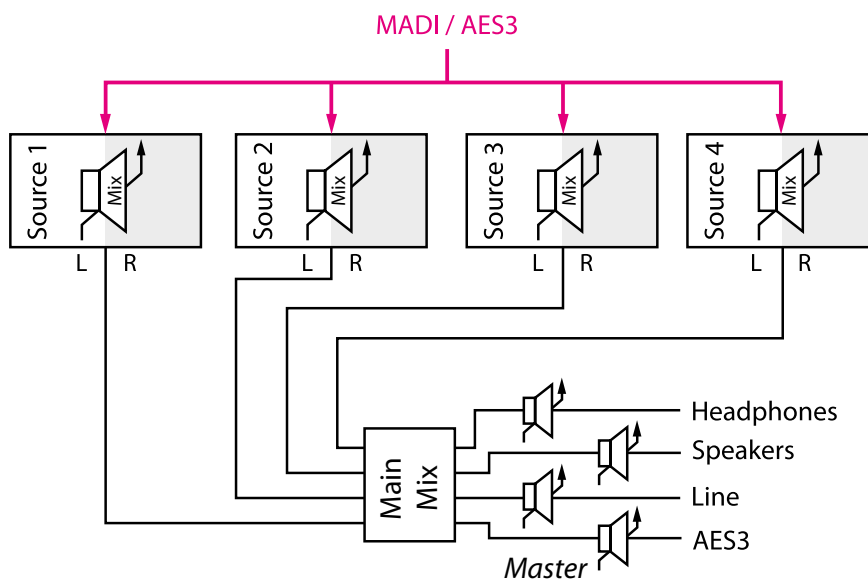 MADI / AES3
Source 1
Mix
Source 2
Mix
Source 3
Mix
Source 4
Mix
L R
L R
L R
L R
Headphones
Speakers
Main
Mix
Line
AES3
Master